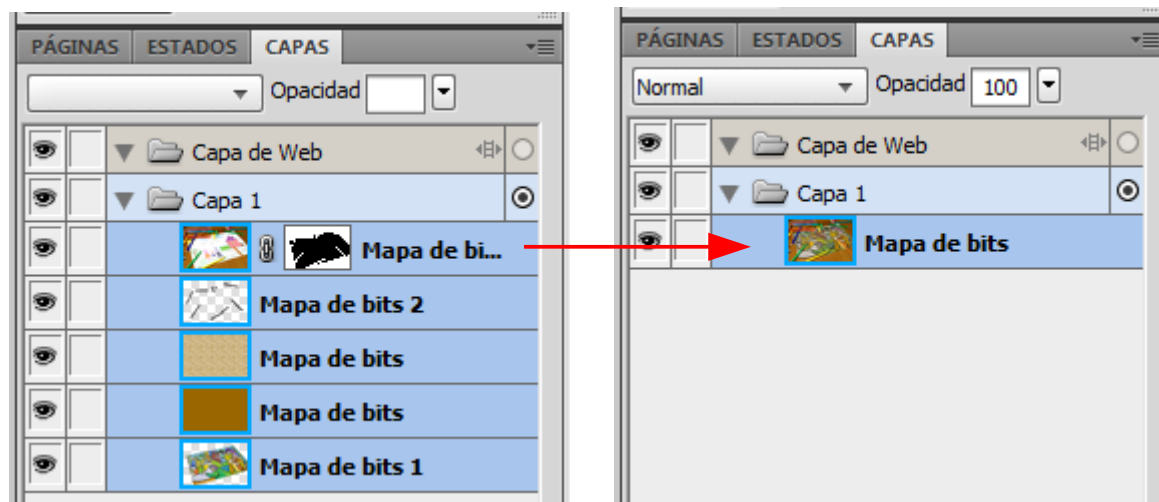 PÁGINAS ESTADOS CAPAS
Opacidad
Capa de Web
Capa 1
Mapa de bi...
Mapa de bits 2
Mapa de bits
Mapa de bits
Mapa de bits 1
PÁGINAS ESTADOS CAPAS
Normal Opacidad 100
Capa de Web
Capa 1
Mapa de bits